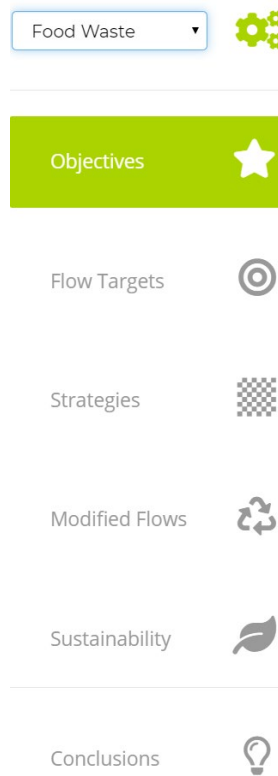 Food Waste
Objectives
Flow Targets
Strategies
Modified Flows
Sustainability
Conclusions